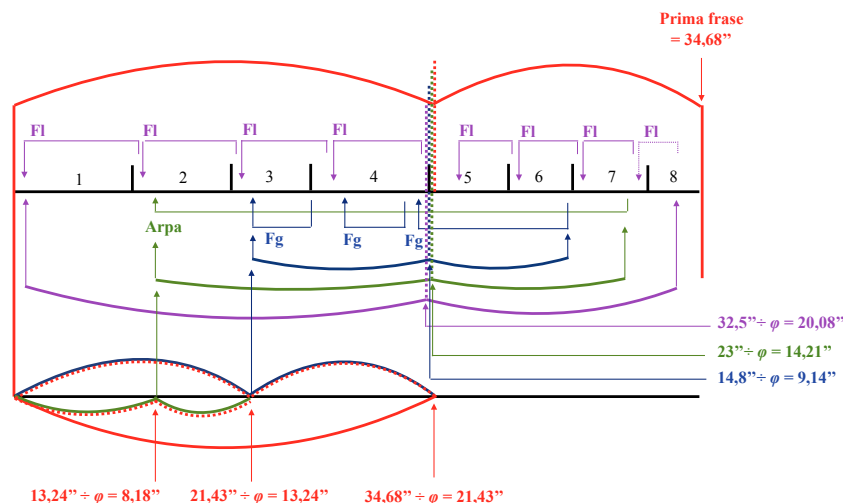 Prima frase
= 34,68”
Fl Fl Fl Fl Fl Fl Fl Fl
1 2 3 4 5 6 7 8
Arpa
Fg Fg Fg
32,5”÷ φ = 20,08”
23”÷ φ = 14,21”
14,8”÷ φ = 9,14”
13,24”÷ φ = 8,18” 21,43”÷ φ = 13,24” 34,68”÷ φ = 21,43”